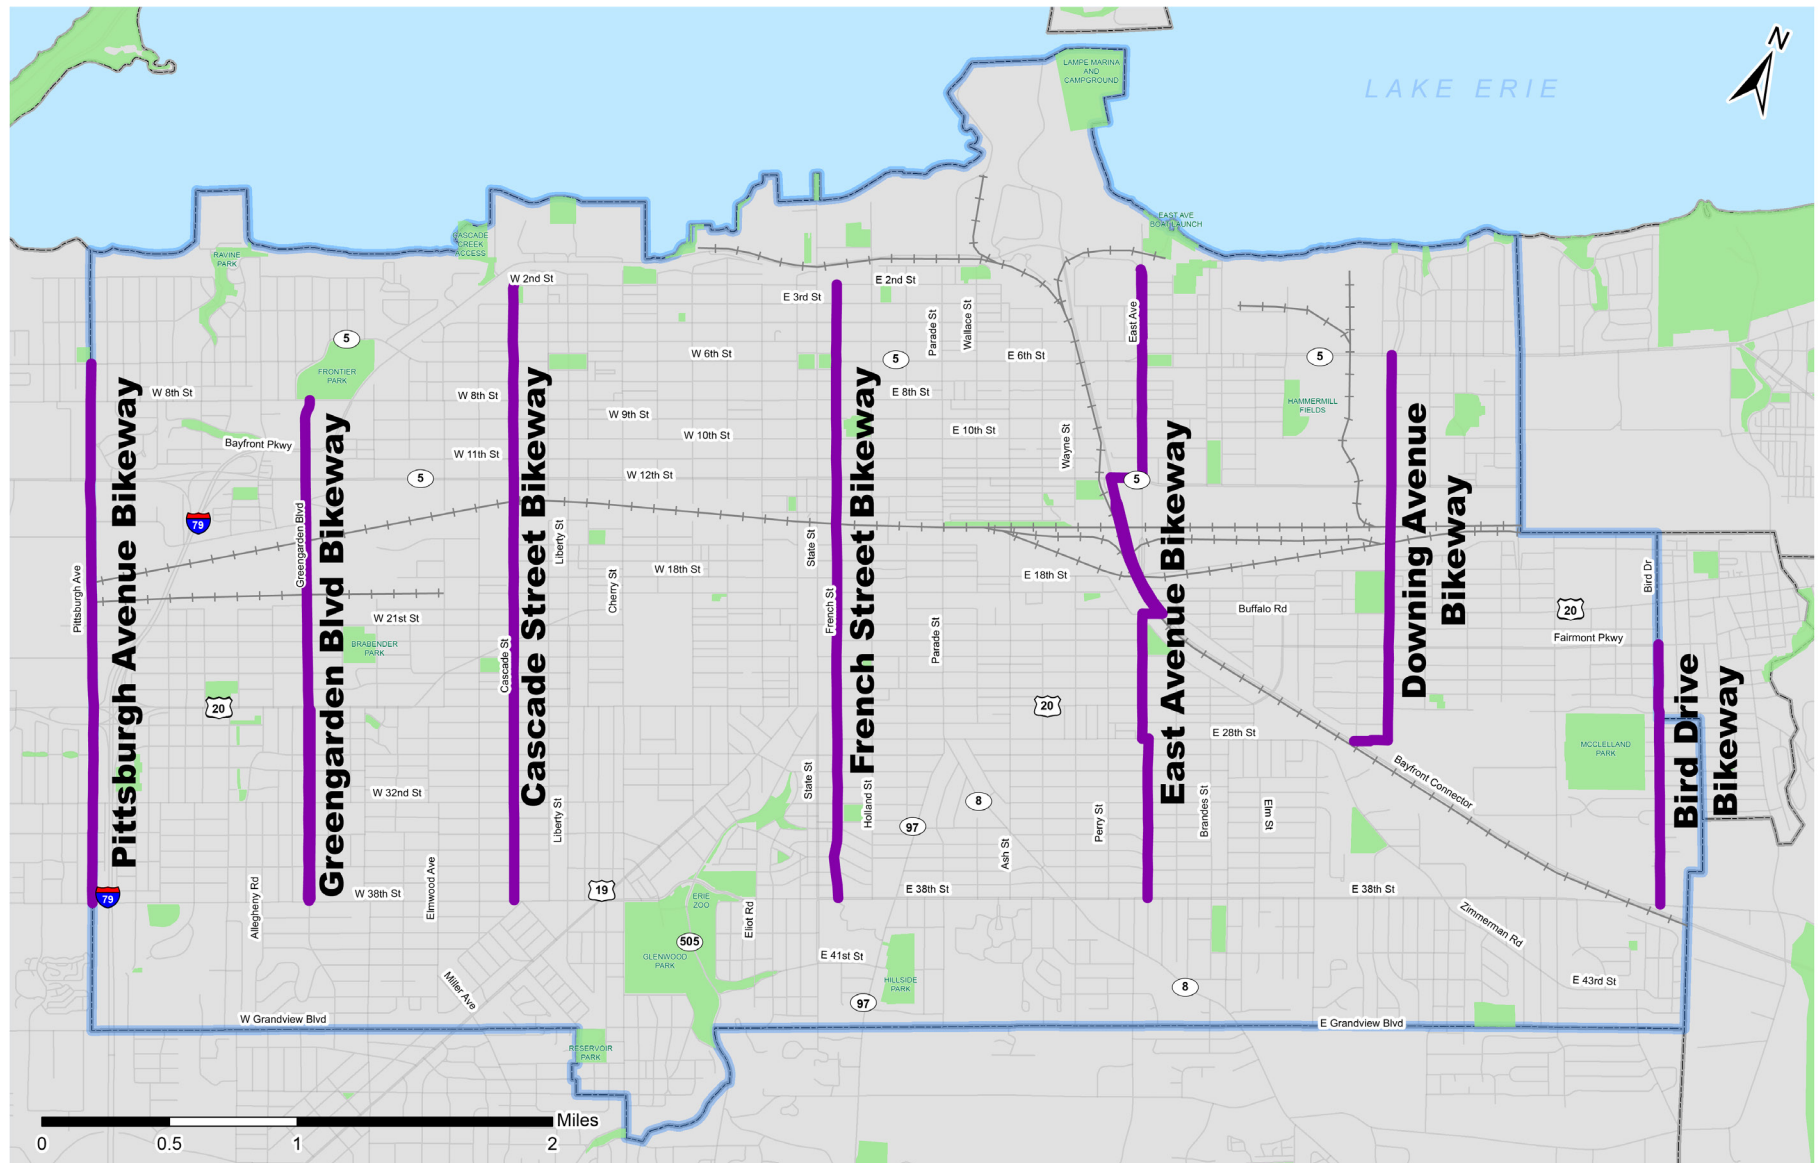 N
LAKE ERIE
LAMPE MARINA
AND
CAMPGROUND
EAST AVE
BOAT LAUNCH
CASCADE
CREEK
ACCESS
RAVINE
PARK
W 2nd St
E 2nd St
E 3rd St
Parade St
Wallace St
East Ave
5
W 6th St
5
E 6th St
5
FRONTIER
PARK
W 8th St
W 8th St
E 8th St
W 9th St
HAMMERMILL
FIELDS
Bayfront Pkwy
W 10th St
E 10th St
Wayne St
W 11th St
5
W 12th St
5
79
Greengarden Blvd
Liberty St
State St
Pittsburgh Ave
Cherry St
W 18th St
French St
E 18th St
Bird Dr
W 21st St
Buffalo Rd
20
Fairmont Pkwy
BRABENDER
PARK
Cascade St
Parade St
20
20
E 28th St
MCCLELLAND
PARK
Bayfront Connector
W 32nd St
Liberty St
State St
Holland St
8
97
Ash St
Perry St
Brandes St
Elm St
Pittsburgh Avenue Bikeway
Greengarden Blvd Bikeway
Cascade Street Bikeway
French Street Bikeway
East Avenue Bikeway
Downing Avenue
Bikeway
Bird Drive
Bikeway
79
Allegheny Rd
W 38th St
Elmwood Ave
19
ERIE
ZOO
Eliot Rd
E 38th St
E 38th St
Zimmerman Rd
505
GLENWOOD
PARK
E 41st St
HILLSIDE
PARK
Miller Ave
97
8
E 43rd St
W Grandview Blvd
E Grandview Blvd
RESERVOIR
PARK
Miles
0 0.5 1 2